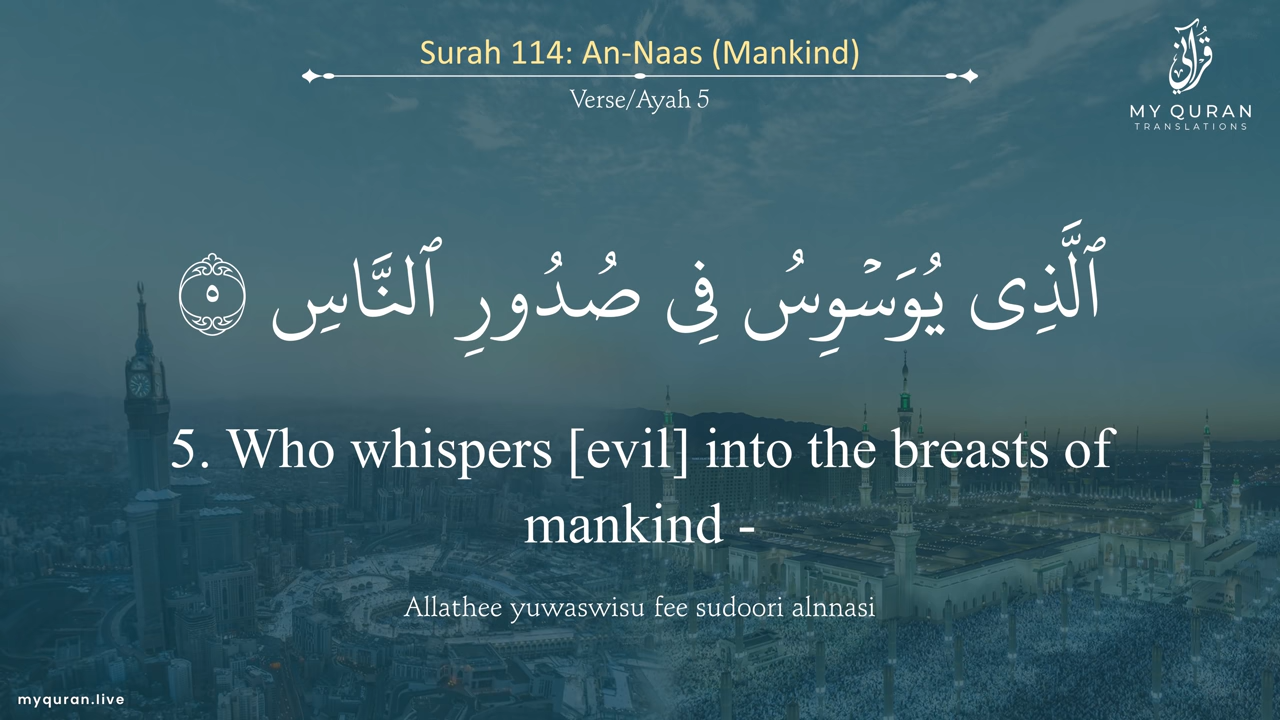 Surah 114: An-Naas (Mankind)
Verse/Ayah 5
قرآني
MY QURAN
TRANSLATIONS
ٱلَّذِى يُوَسْوِسُ فِى صُدُورِ ٱلنَّاسِ ٥
5. Who whispers [evil] into the breasts of
mankind -
Allathee yuwaswisu fee sudoori alnnasi
myquran.live